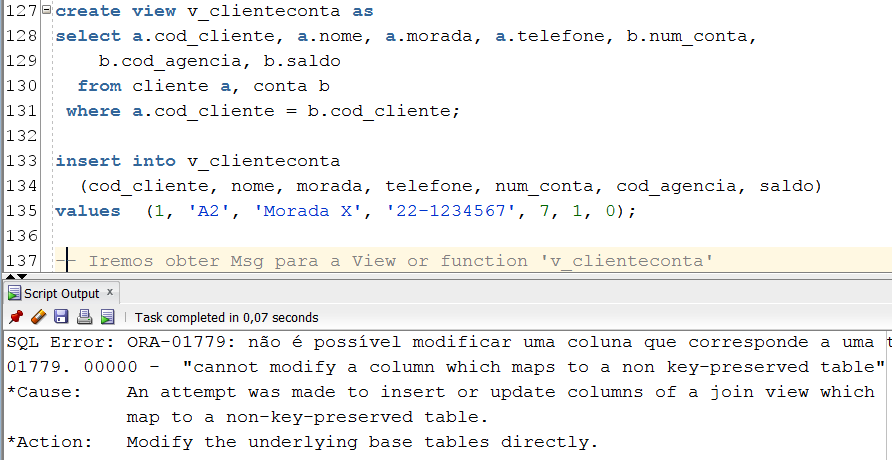 127 create view v_clienteconta as
128 select a.cod_cliente, a.nome, a.morada, a.telefone, b.num_conta,
129 b.cod_agencia, b.saldo
130 from cliente a, conta b
131 where a.cod_cliente = b.cod_cliente;
132
133 insert into v_clienteconta
134 (cod_cliente, nome, morada, telefone, num_conta, cod_agencia, saldo)
135 values (1, 'A2', 'Morada X', '22-1234567', 7, 1, 0);
136
137 -- Iremos obter Msg para a View or function 'v_clienteconta'
Script Output x
Task completed in 0,07 seconds
SQL Error: ORA-01779: não é possível modificar uma coluna que corresponde a uma t
01779. 00000 - "cannot modify a column which maps to a non key-preserved table"
*Cause: An attempt was made to insert or update columns of a join view which
map to a non-key-preserved table.
*Action: Modify the underlying base tables directly.